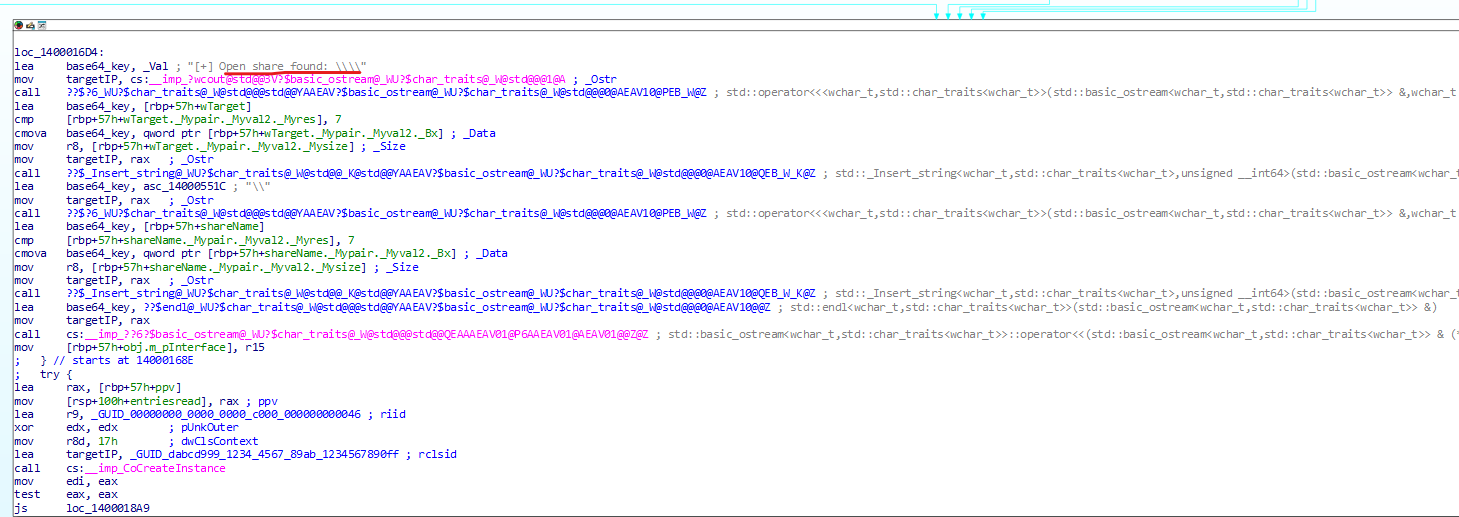 loc_1400016D4:
lea base64_key, _Val ; "[+] Open share found: \\\\"
mov targetIP, cs:__imp_?wcout@std@@3V?$basic_ostream@_WU?$char_traits@_W@std@@@1@A ; _Ostr
call ??$?6_WU?$char_traits@_W@std@@@std@@YAAEAV?$basic_ostream@_WU?$char_traits@_W@std@@@0@AEAV10@PEB_W@Z ; std::operator<<<wchar_t,std::char_traits<wchar_t>>(std::basic_ostream<wchar_t,std::char_traits<wchar_t>> &,wchar_t
lea base64_key, [rbp+57h+wTarget]
cmp [rbp+57h+wTarget._Mypair._Myval2._Myres], 7
cmova base64_key, qword ptr [rbp+57h+wTarget._Mypair._Myval2._Bx] ; _Data
mov r8, [rbp+57h+wTarget._Mypair._Myval2._Mysize] ; _Size
mov targetIP, rax ; _Ostr
call ??$_Insert_string@_WU?$char_traits@_W@std@@_K@std@@YAAEAV?$basic_ostream@_WU?$char_traits@_W@std@@@0@AEAV10@QEB_W_K@Z ; std::_Insert_string<wchar_t,std::char_traits<wchar_t>,unsigned __int64>(std::basic_ostream<wchar_t
lea base64_key, asc_14000551C ; "\\"
mov targetIP, rax ; _Ostr
call ??$?6_WU?$char_traits@_W@std@@@std@@YAAEAV?$basic_ostream@_WU?$char_traits@_W@std@@@0@AEAV10@PEB_W@Z ; std::operator<<<wchar_t,std::char_traits<wchar_t>>(std::basic_ostream<wchar_t,std::char_traits<wchar_t>> &,wchar_t
lea base64_key, [rbp+57h+shareName]
cmp [rbp+57h+shareName._Mypair._Myval2._Myres], 7
cmova base64_key, qword ptr [rbp+57h+shareName._Mypair._Myval2._Bx] ; _Data
mov r8, [rbp+57h+shareName._Mypair._Myval2._Mysize] ; _Size
mov targetIP, rax ; _Ostr
call ??$_Insert_string@_WU?$char_traits@_W@std@@_K@std@@YAAEAV?$basic_ostream@_WU?$char_traits@_W@std@@@0@AEAV10@QEB_W_K@Z ; std::_Insert_string<wchar_t,std::char_traits<wchar_t>,unsigned __int64>(std::basic_ostream<wchar_t
lea base64_key, ??$endl@_WU?$char_traits@_W@std@@@std@@YAAEAV?$basic_ostream@_WU?$char_traits@_W@std@@@0@AEAV10@@Z ; std::endl<wchar_t,std::char_traits<wchar_t>>(std::basic_ostream<wchar_t,std::char_traits<wchar_t>> &)
mov targetIP, rax
call cs:__imp_??6?$basic_ostream@_WU?$char_traits@_W@std@@@std@@QEAAAEAV01@P6AAEAV01@AEAV01@@Z@Z ; std::basic_ostream<wchar_t,std::char_traits<wchar_t>>::operator<<(std::basic_ostream<wchar_t,std::char_traits<wchar_t>> & (*
mov [rbp+57h+obj.m_pInterface], r15
; } // starts at 14000168E
; try {
lea rax, [rbp+57h+ppv]
mov [rsp+100h+entriesread], rax ; ppv
lea r9, _GUID_00000000_0000_0000_c000_000000000046 ; riid
xor edx, edx ; pUnkOuter
mov r8d, 17h ; dwClsContext
lea targetIP, _GUID_dabcd999_1234_4567_89ab_1234567890ff ; rclsid
call cs:__imp_CoCreateInstance
mov edi, eax
test eax, eax
js loc_1400018A9